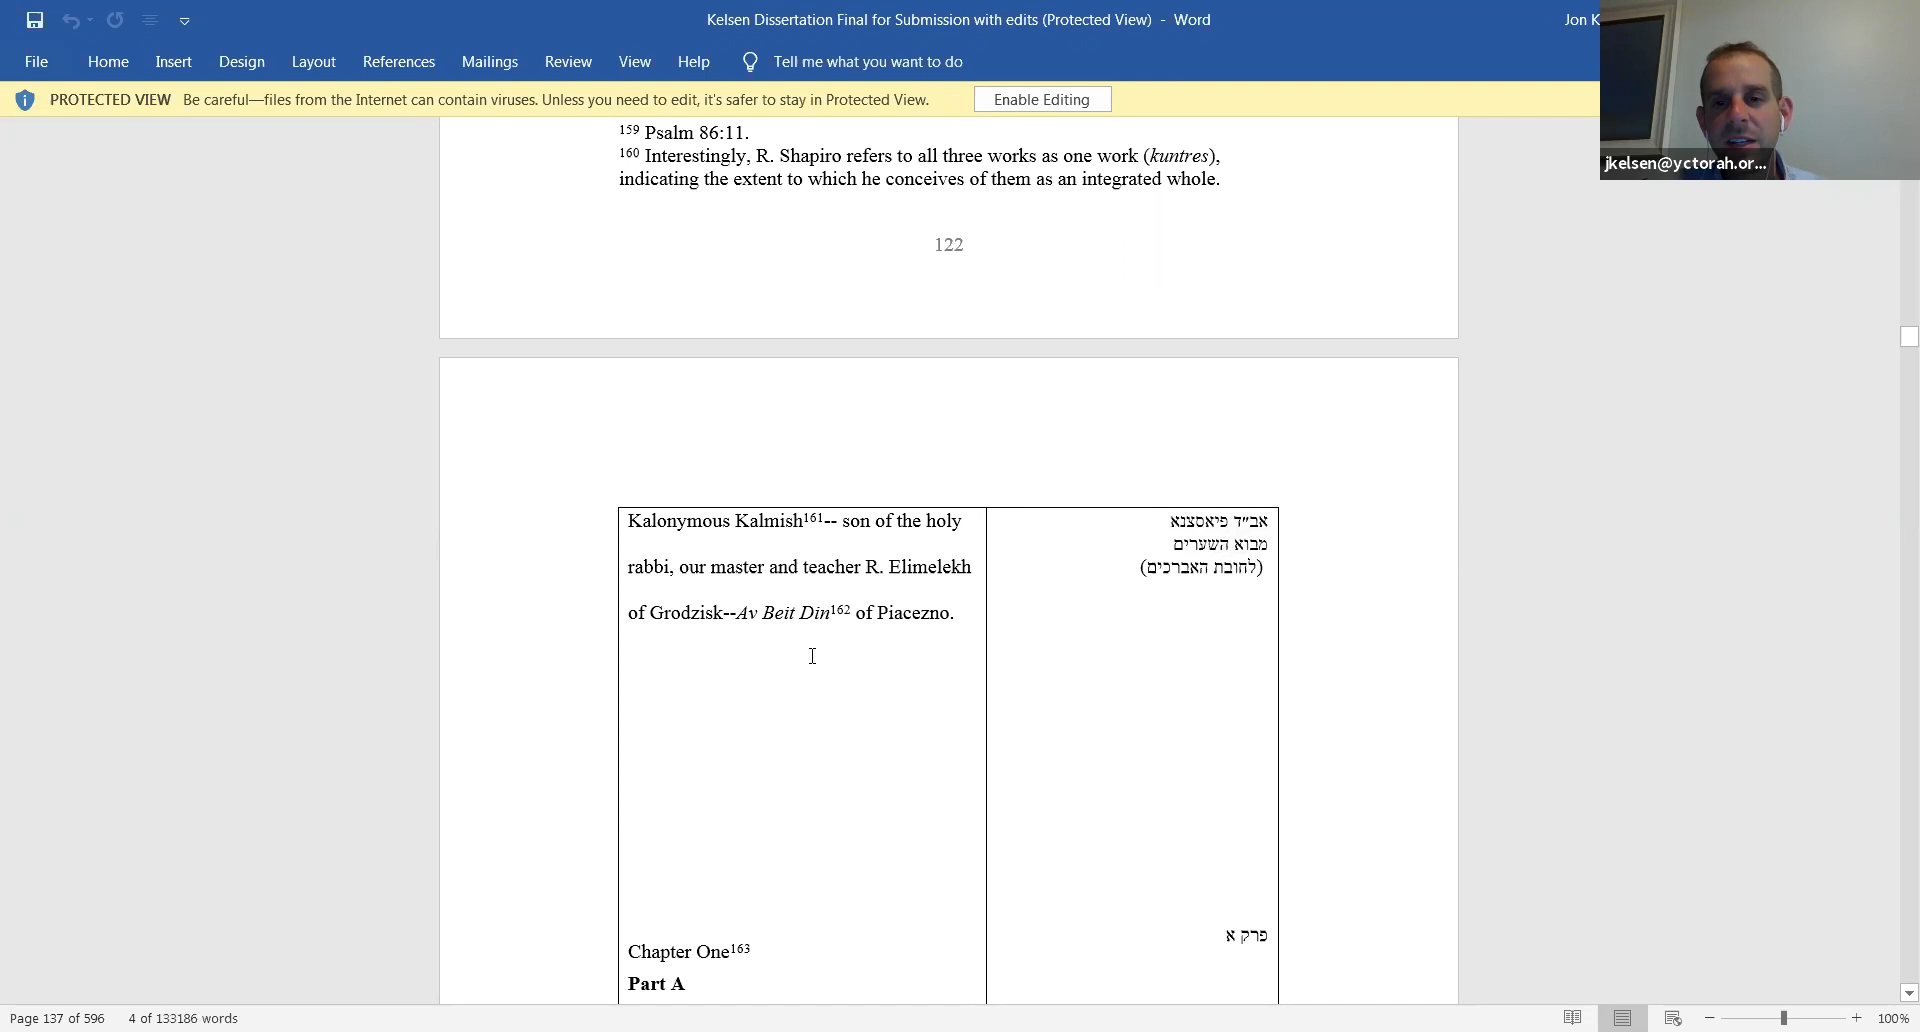 Kelsen Dissertation Final for Submission with edits (Protected View) - Word
Jon K
File Home Insert Design Layout References Mailings Review View Help Tell me what you want to do
PROTECTED VIEW Be careful—files from the Internet can contain viruses. Unless you need to edit, it's safer to stay in Protected View. Enable Editing
jkelsen@yctorah.or...
159 Psalm 86:11.
160 Interestingly, R. Shapiro refers to all three works as one work (kuntres),
indicating the extent to which he conceives of them as an integrated whole.
122
Kalonymous Kalmish161-- son of the holy
rabbi, our master and teacher R. Elimelekh
of Grodzisk--Av Beit Din162 of Piacezno.
Chapter One163
Part A
אב״ד פיאסצנא
מבוא השערים
(לחובת האברכים)
פרק א
Page 137 of 596 4 of 133186 words
100%